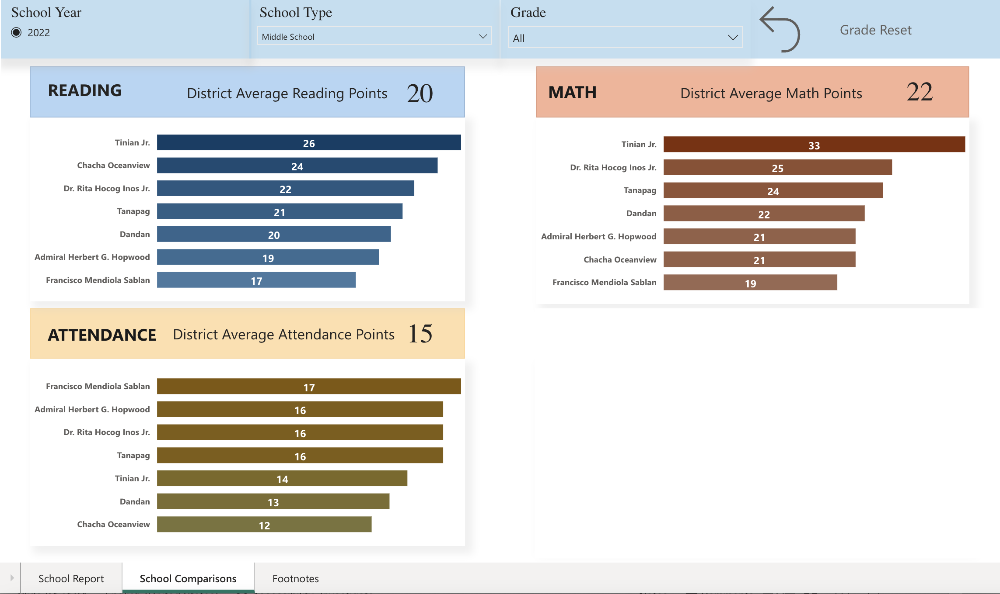 School Year
2022
School Type
Middle School
Grade
All
Grade Reset
READING District Average Reading Points 20
Tinian Jr. 26
Chacha Oceanview 24
Dr. Rita Hocog Inos Jr. 22
Tanapag 21
Dandan 20
Admiral Herbert G. Hopwood 19
Francisco Mendiola Sablan 17
MATH District Average Math Points 22
Tinian Jr. 33
Dr. Rita Hocog Inos Jr. 25
Tanapag 24
Dandan 22
Admiral Herbert G. Hopwood 21
Chacha Oceanview 21
Francisco Mendiola Sablan 19
ATTENDANCE District Average Attendance Points 15
Francisco Mendiola Sablan 17
Admiral Herbert G. Hopwood 16
Dr. Rita Hocog Inos Jr. 16
Tanapag 16
Tinian Jr. 14
Dandan 13
Chacha Oceanview 12
School Report
School Comparisons
Footnotes